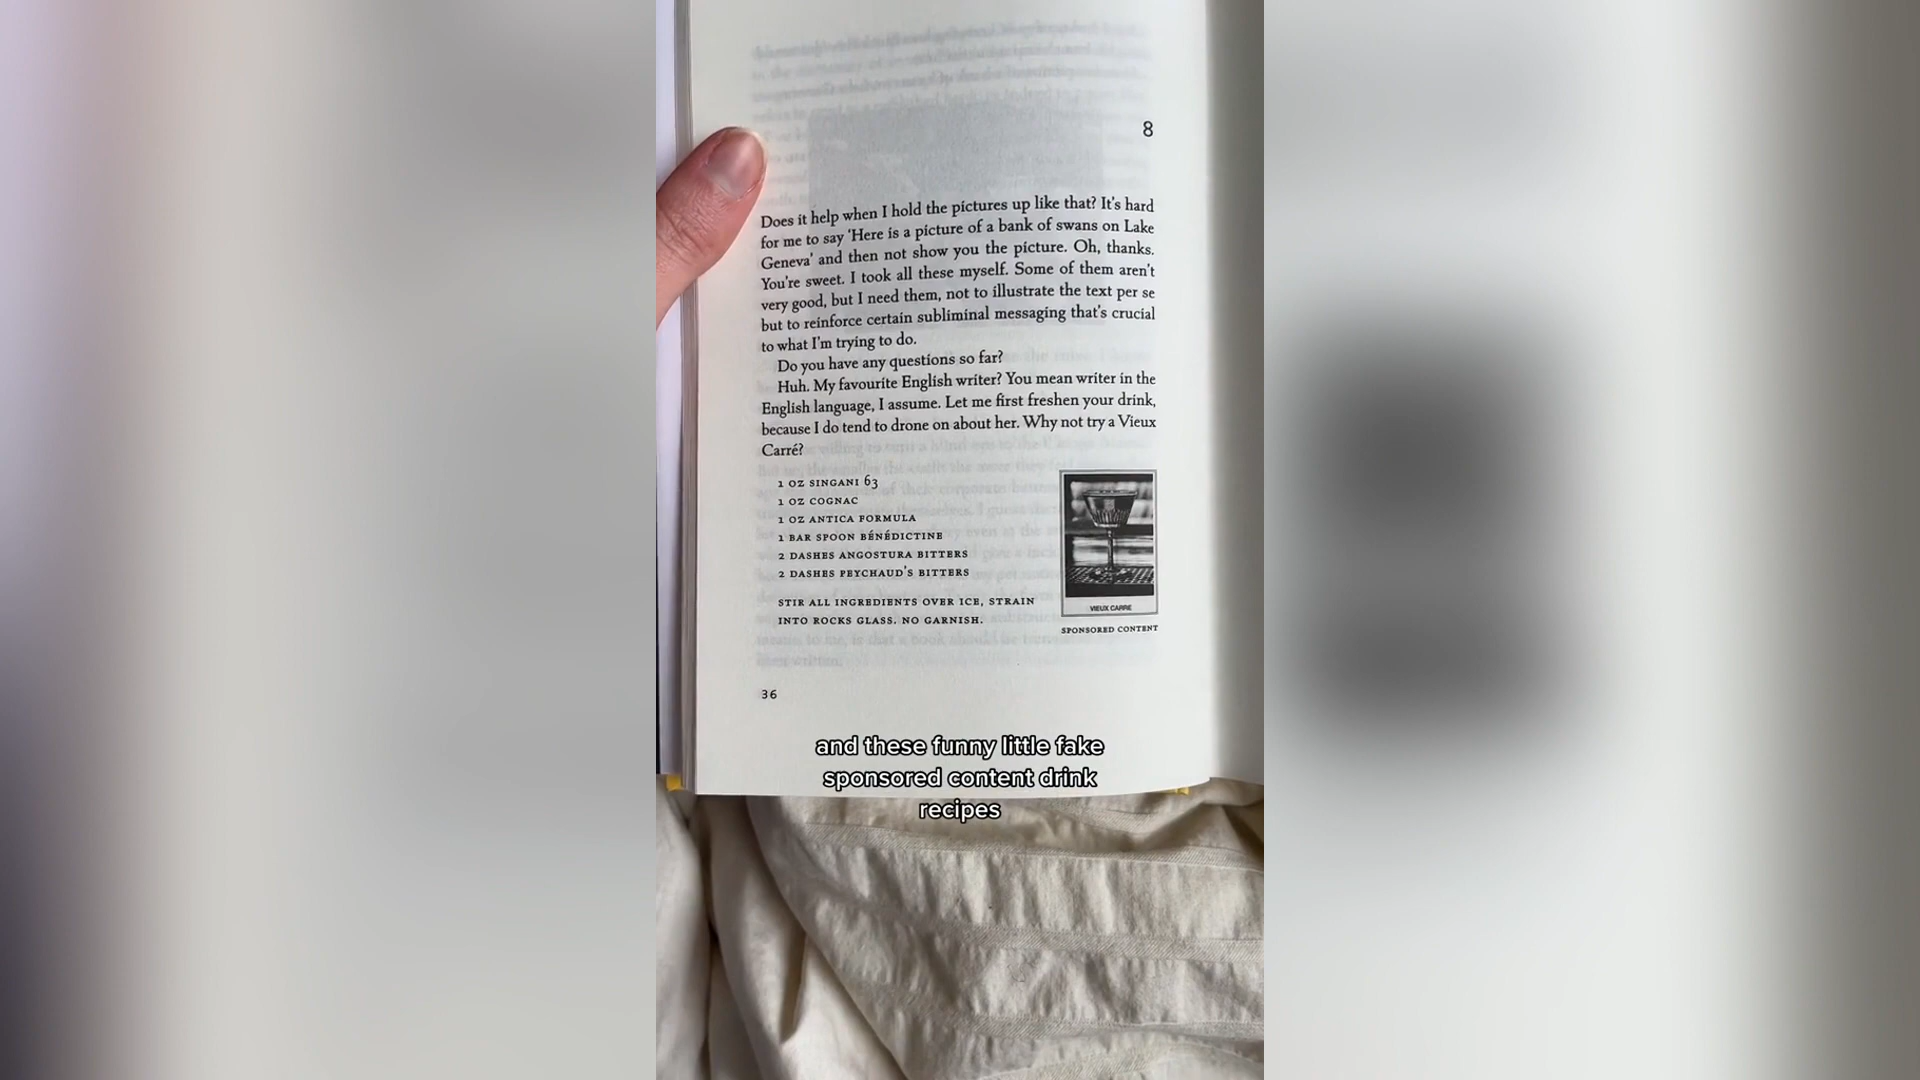 8
Does it help when I hold the pictures up like that? It's hard
for me to say 'Here is a picture of a bank of swans on Lake
Geneva' and then not show you the picture. Oh, thanks.
You're sweet. I took all these myself. Some of them aren't
very good, but I need them, not to illustrate the text per se
but to reinforce certain subliminal messaging that's crucial
to what I'm trying to do.
Do you have any questions so far?
Huh. My favourite English writer? You mean writer in the
English language, I assume. Let me first freshen your drink,
because I do tend to drone on about her. Why not try a Vieux
Carré?
1 OZ SINGANI 63
1 OZ COGNAC
1 OZ ANTICA FORMULA
1 BAR SPOON BÉNÉDICTINE
2 DASHES ANGOSTURA BITTERS
2 DASHES PEYCHAUD'S BITTERS
STIR ALL INGREDIENTS OVER ICE, STRAIN
INTO ROCKS GLASS. NO GARNISH.
VIEUX CARRE
SPONSORED CONTENT
36
and these funny little fake
sponsored content drink
recipes